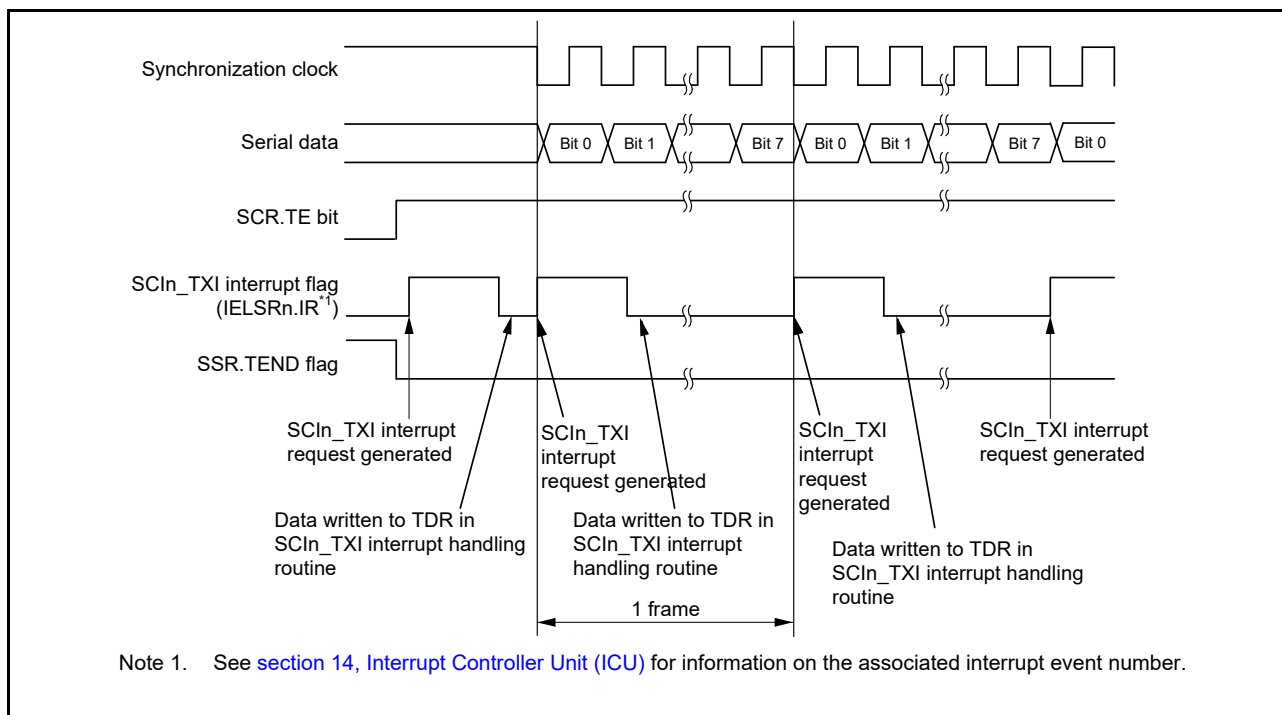 Synchronization clock
Serial data
Bit 0 Bit 1 Bit 7 Bit 0 Bit 1 Bit 7 Bit 0
SCR.TE bit
SCIn_TXI interrupt flag
(IELSRn.IR*1)
SSR.TEND flag
SCIn_TXI interrupt
request generated
SCIn_TXI
interrupt
request generated
SCIn_TXI
interrupt
request
generated
SCIn_TXI interrupt
request generated
Data written to TDR in
SCIn_TXI interrupt handling
routine
Data written to TDR in
SCIn_TXI interrupt
handling routine
Data written to TDR in
SCIn_TXI interrupt handling
routine
1 frame
Note 1. See section 14, Interrupt Controller Unit (ICU) for information on the associated interrupt event number.